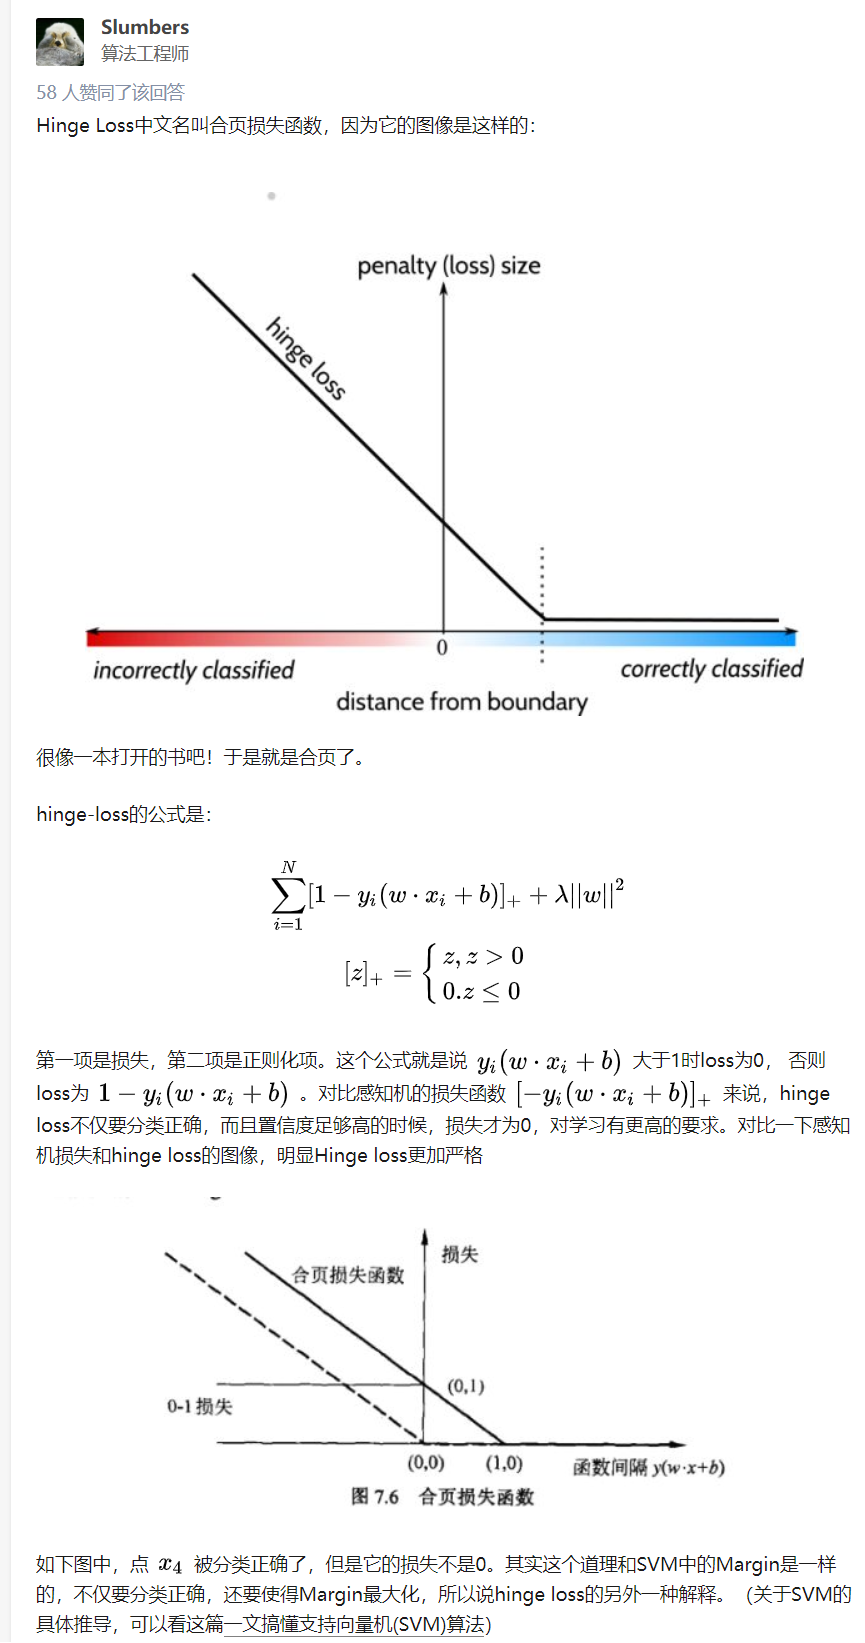 Slumbers
算法工程师
58 人赞同了该回答
Hinge Loss中文名叫合页损失函数，因为它的图像是这样的：
penalty (loss) size
hinge loss
0
incorrectly classified
correctly classified
distance from boundary
很像一本打开的书吧！于是就是合页了。
hinge-loss的公式是：
\sum_{i=1}^{N}[1 - y_i(w \cdot x_i + b)]_+ + \lambda||w||^2
[z]_+ = \begin{cases} z, z > 0 \\ 0.z \leq 0 \end{cases}
第一项是损失，第二项是正则化项。这个公式就是说 y_i(w · x_i + b) 大于1时loss为0， 否则
loss为 1 − y_i(w · x_i + b) 。对比感知机的损失函数 [−y_i(w · x_i + b)]_+ 来说，hinge
loss不仅要分类正确，而且置信度足够高的时候，损失才为0，对学习有更高的要求。对比一下感知
机损失和hinge loss的图像，明显Hinge loss更加严格
损失
合页损失函数
(0,1)
0-1 损失
(0,0)
(1,0)
函数间隔 y(w·x+b)
图 7.6 合页损失函数
如下图中，点 x_4 被分类正确了，但是它的损失不是0。其实这个道理和SVM中的Margin是一样
的，不仅要分类正确，还要使得Margin最大化，所以说hinge loss的另外一种解释。（关于SVM的
具体推导，可以看这篇一文搞懂支持向量机(SVM)算法）